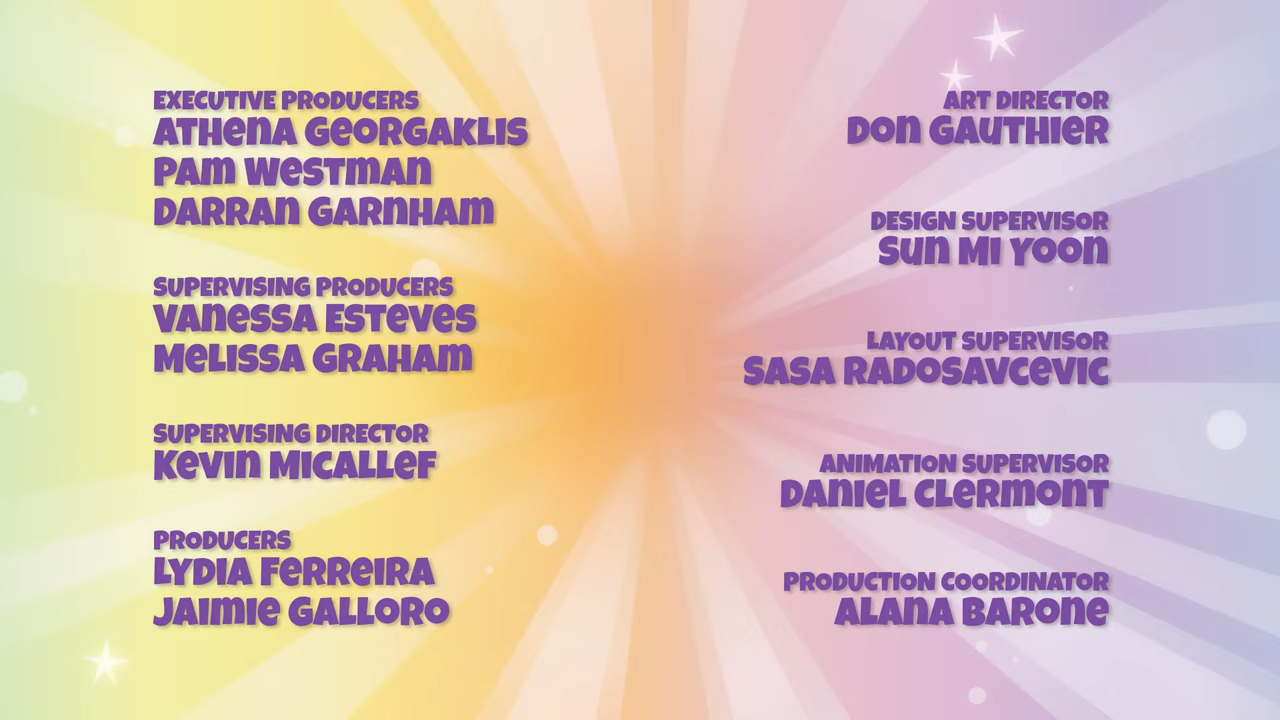 EXECUTIVE PRODUCERS
ATHENA GEORGAKLIS
PAM WESTMAN
DARRAN GARNHAM
SUPERVISING PRODUCERS
VANESSA ESTEVES
MELISSA GRAHAM
SUPERVISING DIRECTOR
KEVIN MICALLEF
PRODUCERS
LYDIA FERREIRA
JAIMIE GALLORO
ART DIRECTOR
DON GAUTHIER
DESIGN SUPERVISOR
SUN MI YOON
LAYOUT SUPERVISOR
SASA RADOSAVCEVIC
ANIMATION SUPERVISOR
DANIEL CLERMONT
PRODUCTION COORDINATOR
ALANA BARONE